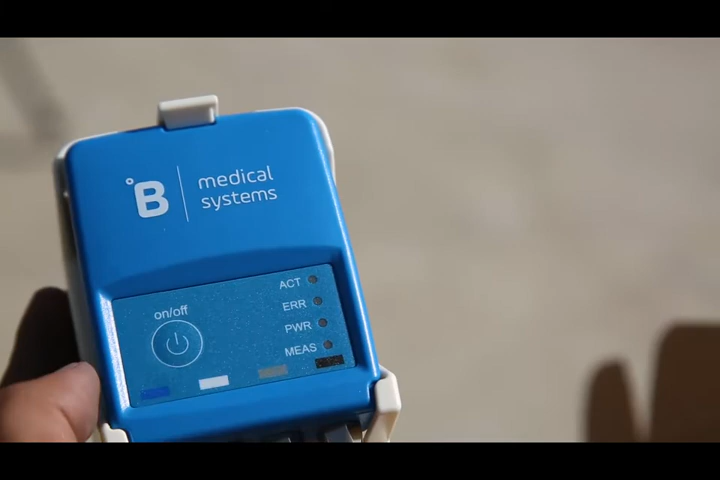 °B
medical
systems
on/off
ACT
ERR
PWR
MEAS